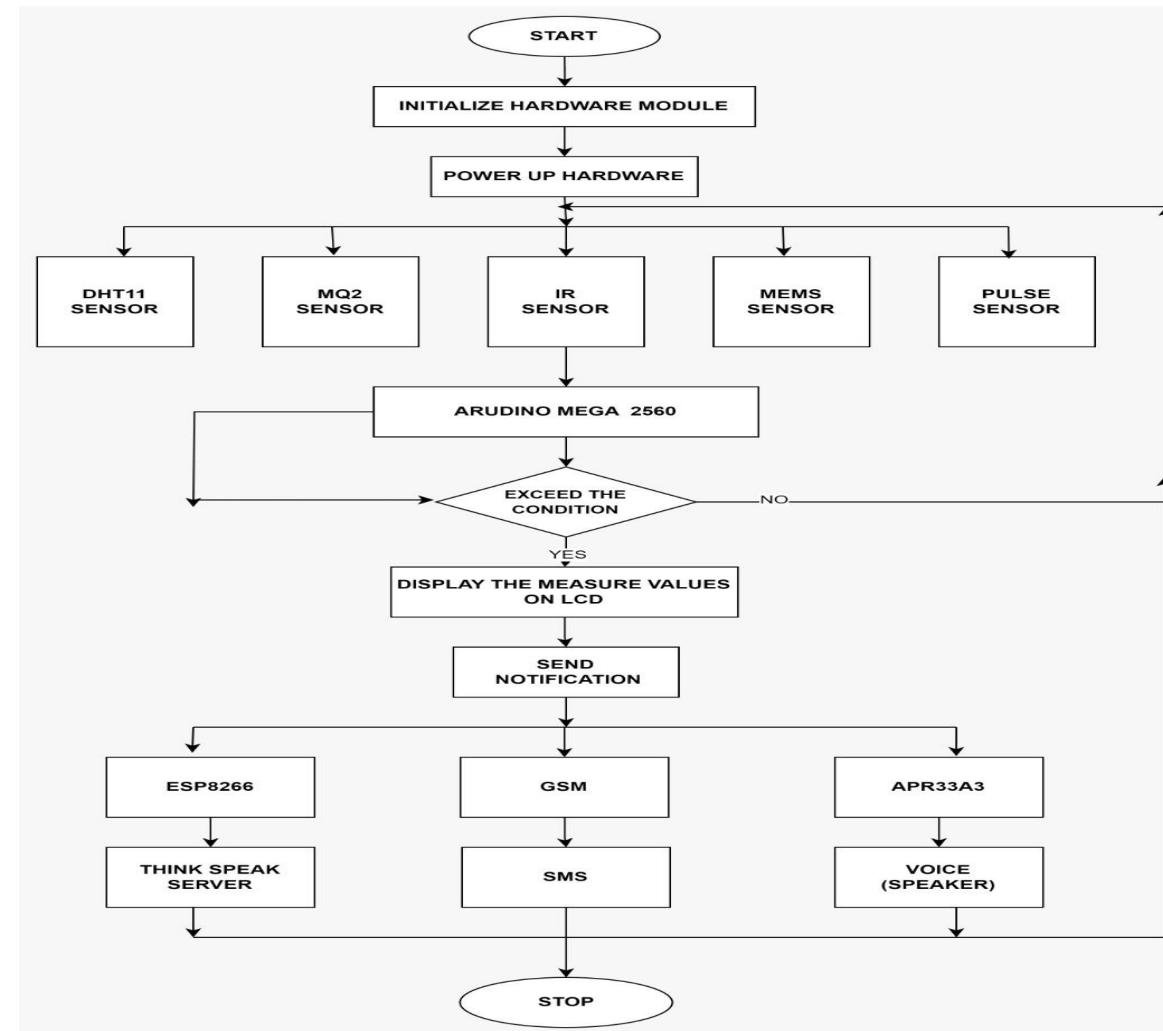 START
INITIALIZE HARDWARE MODULE
POWER UP HARDWARE
DHT11
SENSOR
MQ2
SENSOR
IR
SENSOR
MEMS
SENSOR
PULSE
SENSOR
ARUDINO MEGA 2560
EXCEED THE
CONDITION
NO
YES
DISPLAY THE MEASURE VALUES
ON LCD
SEND
NOTIFICATION
ESP8266
GSM
APR33A3
THINK SPEAK
SERVER
SMS
VOICE
(SPEAKER)
STOP